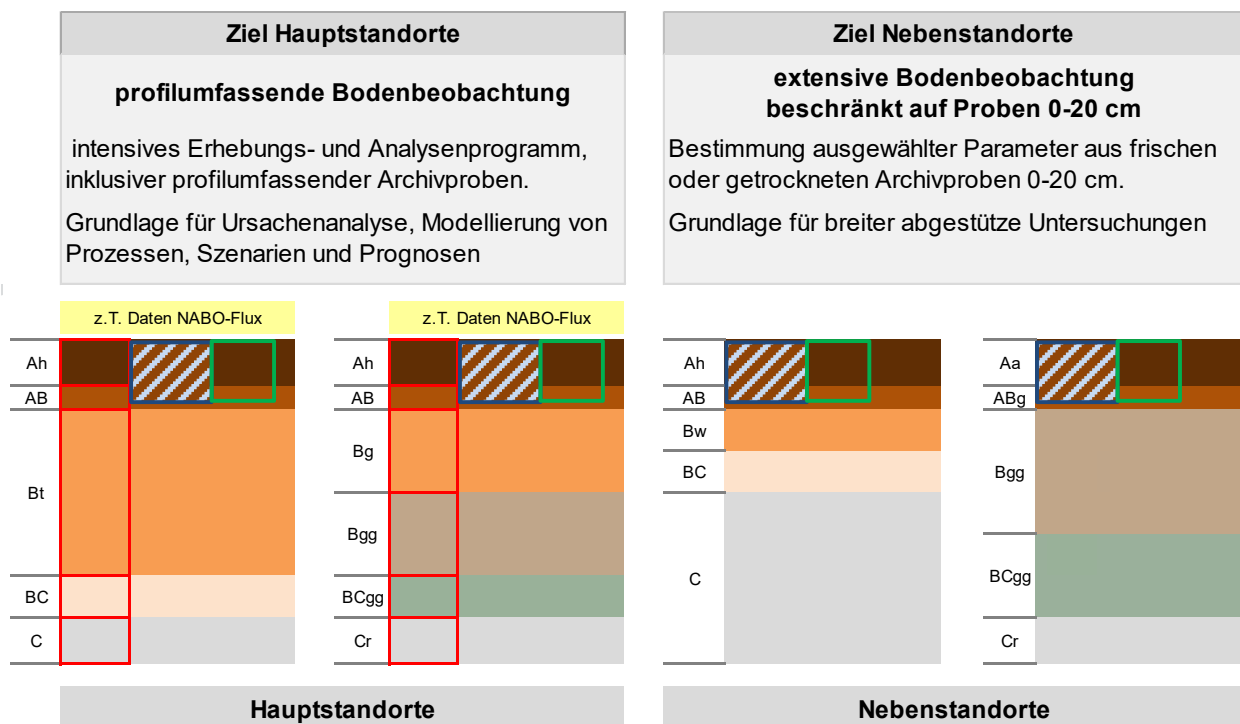 Ziel Hauptstandorte
profilumfassende Bodenbeobachtung
intensives Erhebungs- und Analysenprogramm,
inklusiver profilumfassender Archivproben.
Grundlage für Ursachenanalyse, Modellierung von
Prozessen, Szenarien und Prognosen
Ziel Nebenstandorte
extensive Bodenbeobachtung
beschränkt auf Proben 0-20 cm
Bestimmung ausgewählter Parameter aus frischen
oder getrockneten Archivproben 0-20 cm.
Grundlage für breiter abgestütze Untersuchungen
z.T. Daten NABO-Flux
Ah
AB
Bt
BC
C
z.T. Daten NABO-Flux
Ah
AB
Bg
Bgg
BCgg
Cr
Ah
AB
Bw
BC
C
Aa
ABg
Bgg
BCgg
Cr
Hauptstandorte
Nebenstandorte